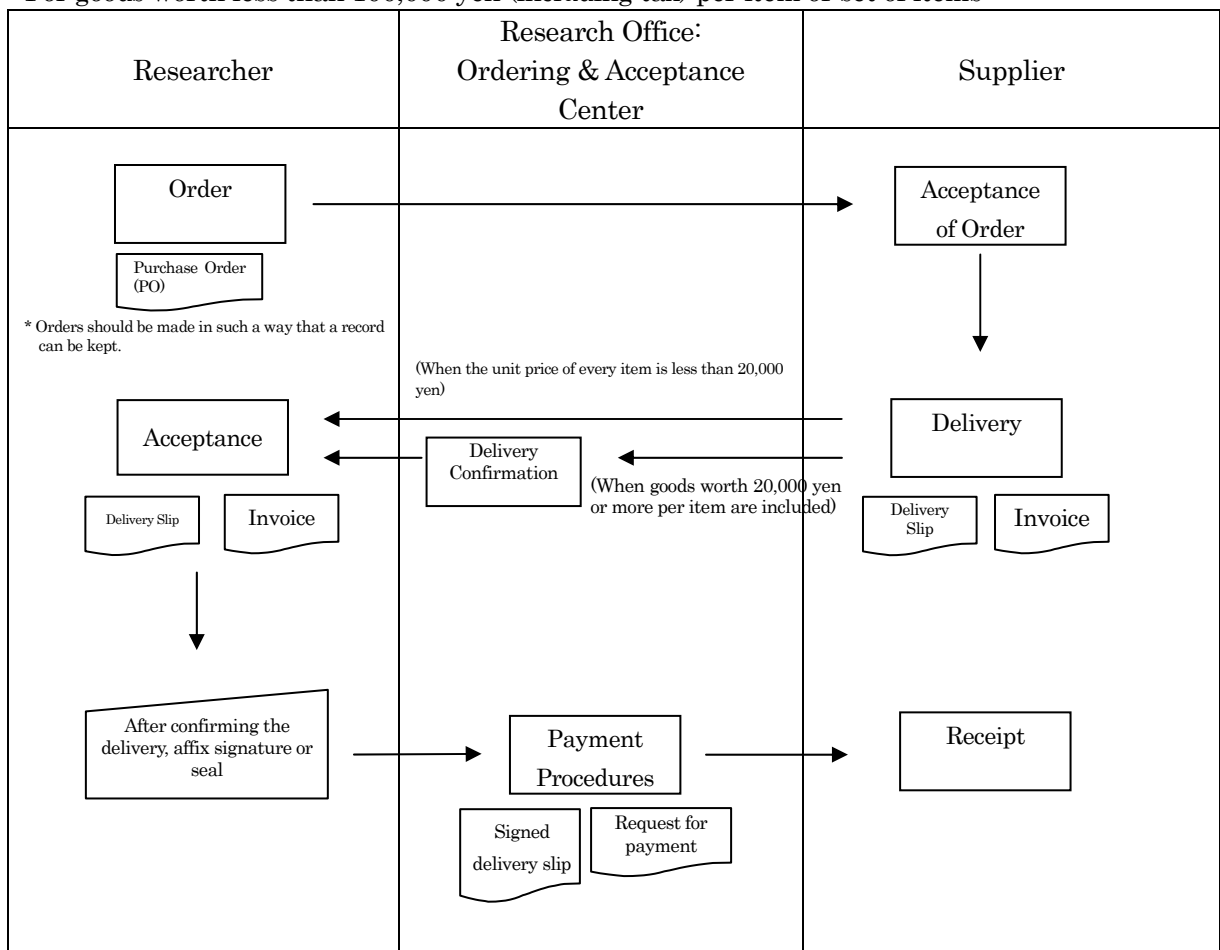 For goods worth less than 100,000 yen (including tax) per item or set of items
Researcher
Research Office:
Ordering & Acceptance
Center
Supplier
Order
Acceptance
of Order
Purchase Order
(PO)
* Orders should be made in such a way that a record
can be kept.
(When the unit price of every item is less than 20,000
yen)
Acceptance
Delivery
Confirmation
Delivery
(When goods worth 20,000 yen
or more per item are included)
Delivery Slip
Invoice
Delivery
Slip
Invoice
After confirming the
delivery, affix signature or
seal
Payment
Procedures
Receipt
Signed
delivery slip
Request for
payment